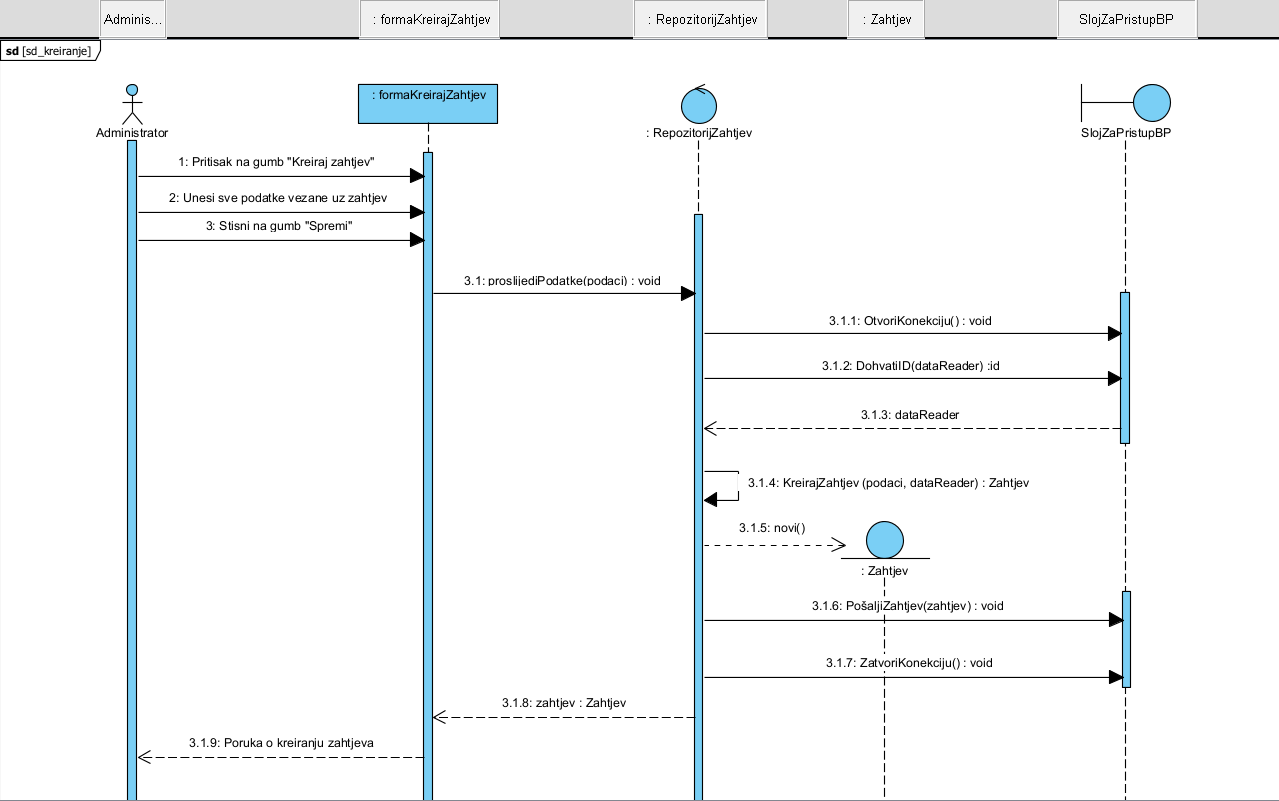 Adminis...
: formaKreirajZahtjev
: RepozitorijZahtjev
: Zahtjev
SlojZaPristupBP
sd [sd_kreiranje]
: formaKreirajZahtjev
Administrator
: RepozitorijZahtjev
SlojZaPristupBP
1: Pritisak na gumb "Kreiraj zahtjev"
2: Unesi sve podatke vezane uz zahtjev
3: Stisni na gumb "Spremi"
3.1: proslijediPodatke(podaci) : void
3.1.1: OtvoriKonekciju() : void
3.1.2: DohvatiID(dataReader) :id
3.1.3: dataReader
3.1.4: KreirajZahtjev (podaci, dataReader) : Zahtjev
3.1.5: novi()
: Zahtjev
3.1.6: PošaljiZahtjev(zahtjev) : void
3.1.7: ZatvoriKonekciju() : void
3.1.8: zahtjev : Zahtjev
3.1.9: Poruka o kreiranju zahtjeva